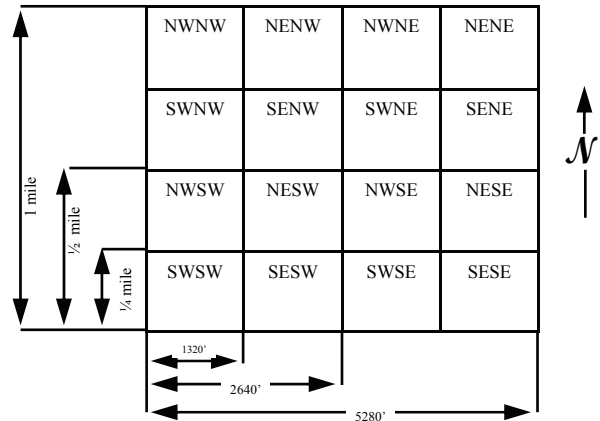 NWNW NENW NWNE NENE
SWNW SENW SWNE SENE
N
NWSW NESW NWSE NESE
1 mile
½ mile
¼ mile
SWSW SESW SWSE SESE
1320’
2640’
5280’